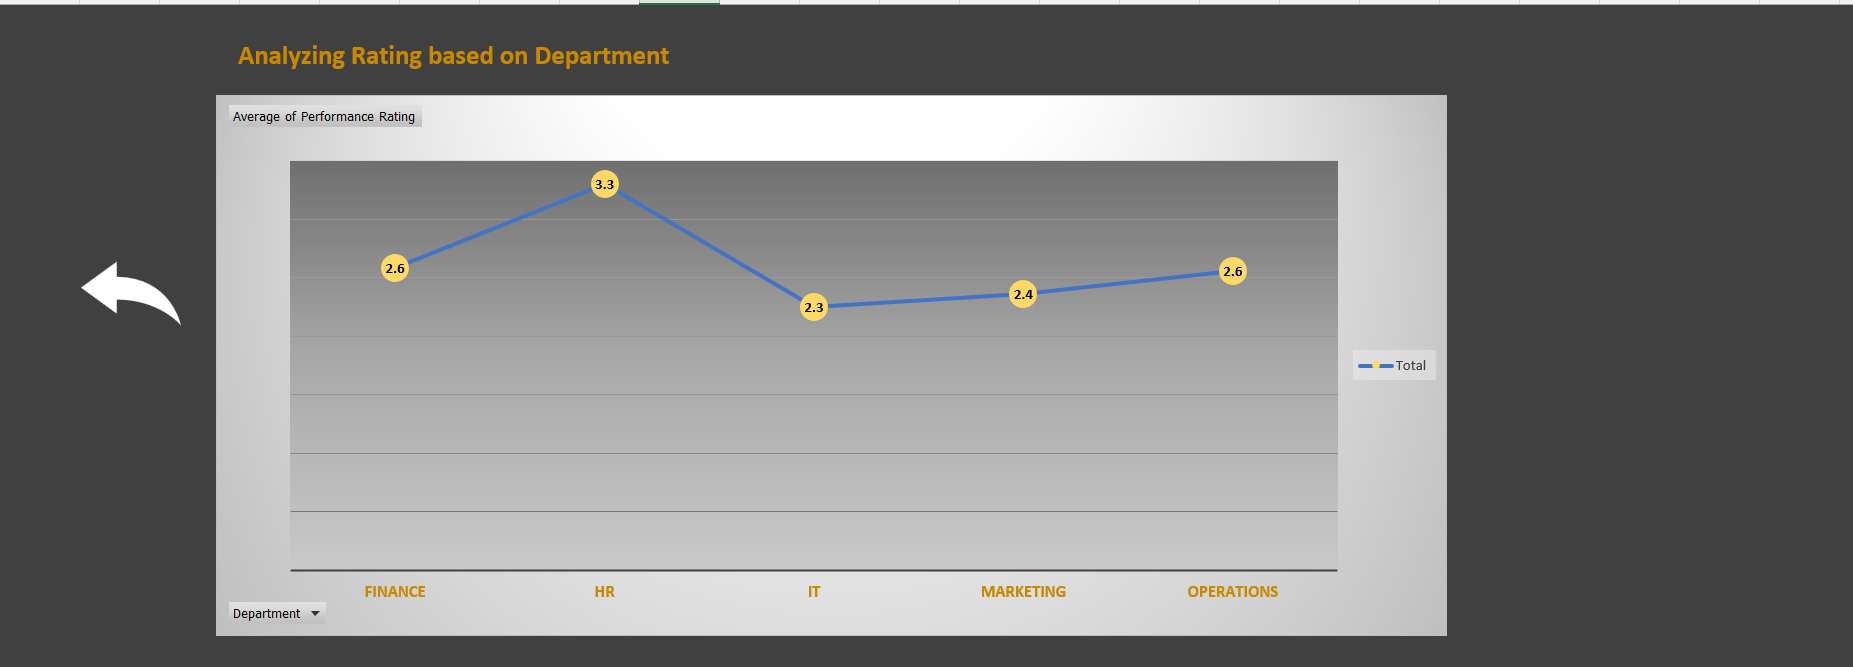 Analyzing Rating based on Department
Average of Performance Rating
3.3
2.6
2.6
2.4
2.3
Total
FINANCE HR IT MARKETING OPERATIONS
Department